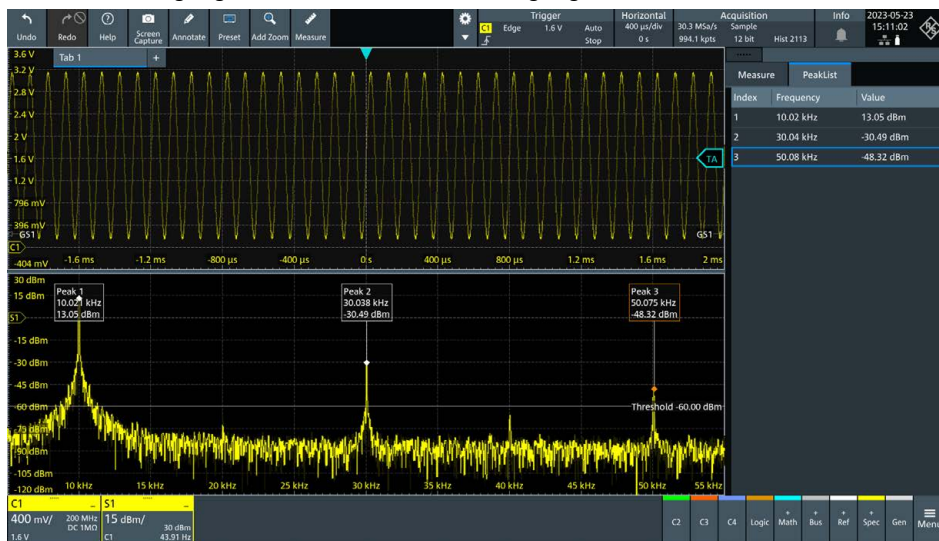 Undo Redo Help Screen Capture Annotate Preset Add Zoom Measure
C1 Edge Trigger 1.6 V Auto Stop
Horizontal 400 µs/div 0 s
Acquisition 30.3 MSa/s Sample 994.1 kpts 12 bit Hist 2113
Info
2023-05-23
15:11:02
Tab 1 +
3.6 V
3.2 V
2.8 V
2.4 V
2 V
1.6 V
1.2 V
796 mV
396 mV
GS1 GS1
C1
-404 mV -1.6 ms -1.2 ms -800 µs -400 µs 0 s 400 µs 800 µs 1.2 ms 1.6 ms 2 ms
TA
Measure PeakList
Index Frequency Value
1 10.02 kHz 13.05 dBm
2 30.04 kHz -30.49 dBm
3 50.08 kHz -48.32 dBm
30 dBm
15 dBm
S1
-15 dBm
-30 dBm
-45 dBm
-60 dBm
-75 dBm
-90 dBm
-105 dBm
-120 dBm
Peak 1
10.021 kHz
13.05 dBm
Peak 2
30.038 kHz
-30.49 dBm
Peak 3
50.075 kHz
-48.32 dBm
Threshold -60.00 dBm
10 kHz 15 kHz 20 kHz 25 kHz 30 kHz 35 kHz 40 kHz 45 kHz 50 kHz 55 kHz
C1
400 mV/ 200 MHz
DC 1MΩ
1.6 V
S1
15 dBm/ 30 dBm
C1 43.91 Hz
C2 C3 C4 Logic Math Bus Ref Spec Gen Menu